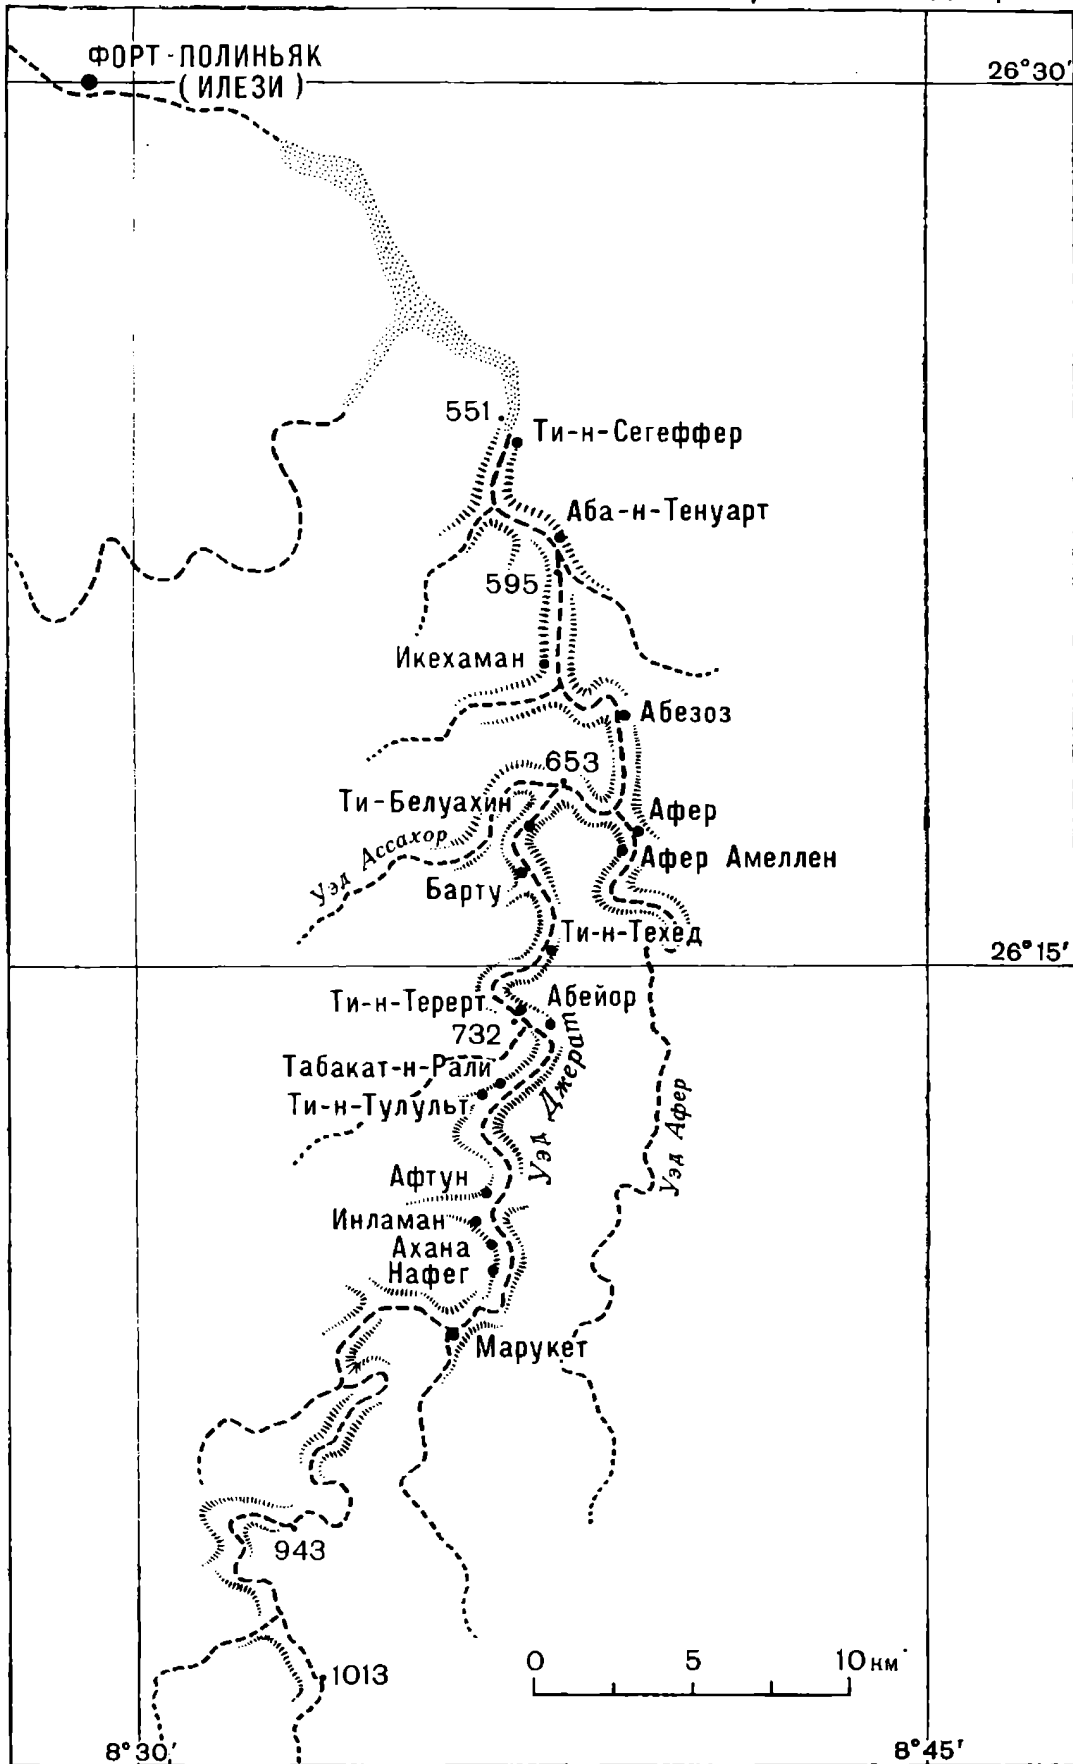 ФОРТ-ПОЛИНЬЯК
(ИЛЕЗИ)
26°30'
551
Ти-н-Сегеффер
Аба-н-Тенуарт
595
Икехаман
Абезоз
653
Ти-Белуахин
Афер
Уэд Ассахор
Афер Амеллен
Барту
Ти-н-Техед
26°15'
Ти-н-Терерт
Абейор
732
Уэд Джерат
Табакат-н-Рали
Ти-н-Тулульт
Уэд Афер
Афтун
Инламан
Ахана
Нафег
Марукет
943
0 5 10 км
1013
8°30' 8°45'